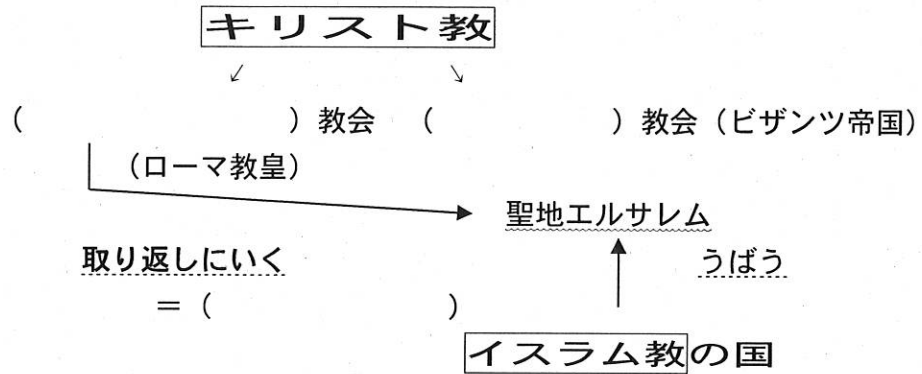 キリスト教
↙ ↘
（　　　　　　　　）教会　（　　　　　　）教会（ビザンツ帝国）
（ローマ教皇）
聖地エルサレム
取り返しにいく　　うばう
＝（　　　　　　　　）
イスラム教の国